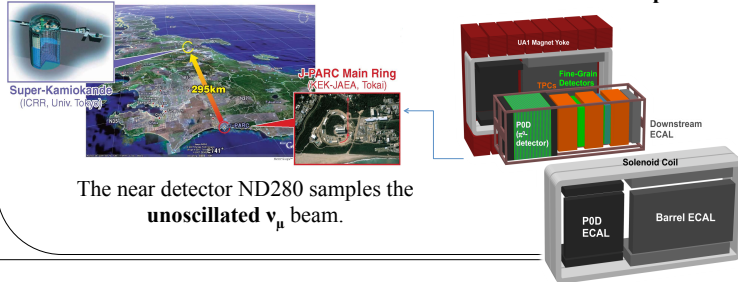 Super-Kamiokande
(ICRR, Univ. Tokyo)
295km
J-PARC Main Ring
(KEK-JAEA, Tokai)
J-PARC
UA1 Magnet Yoke
Fine-Grain
Detectors
TPCs
P0D
(π⁰-
detector)
Downstream
ECAL
Solenoid Coil
P0D
ECAL
Barrel ECAL
The near detector ND280 samples the
unoscillated νμ beam.